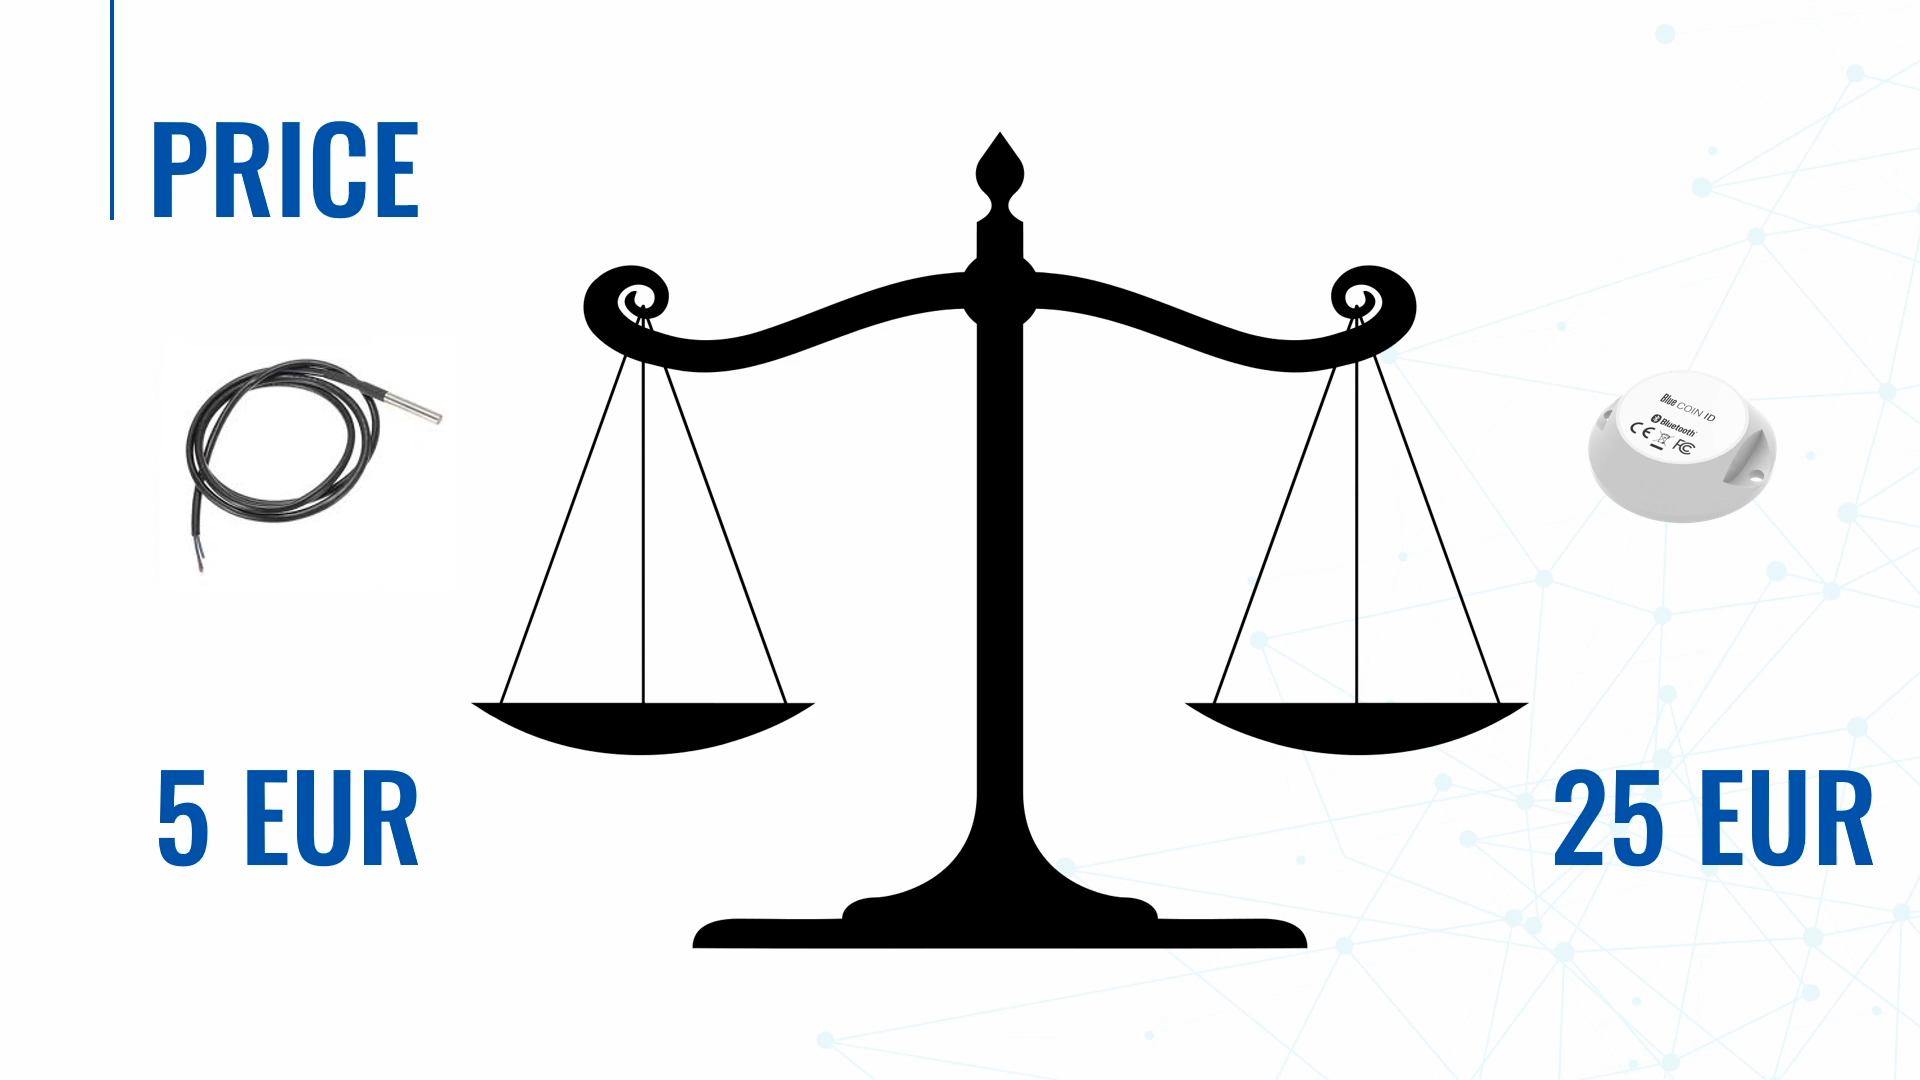 PRICE
Blue COIN ID
Bluetooth
CE FC
5 EUR
25 EUR